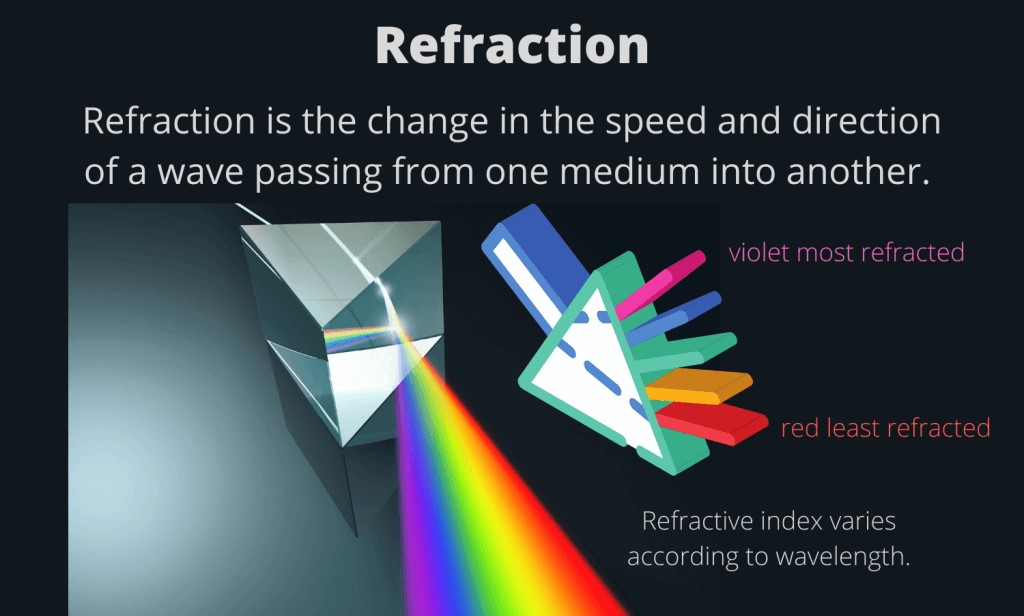 Refraction
Refraction is the change in the speed and direction
of a wave passing from one medium into another.
violet most refracted
red least refracted
Refractive index varies
according to wavelength.